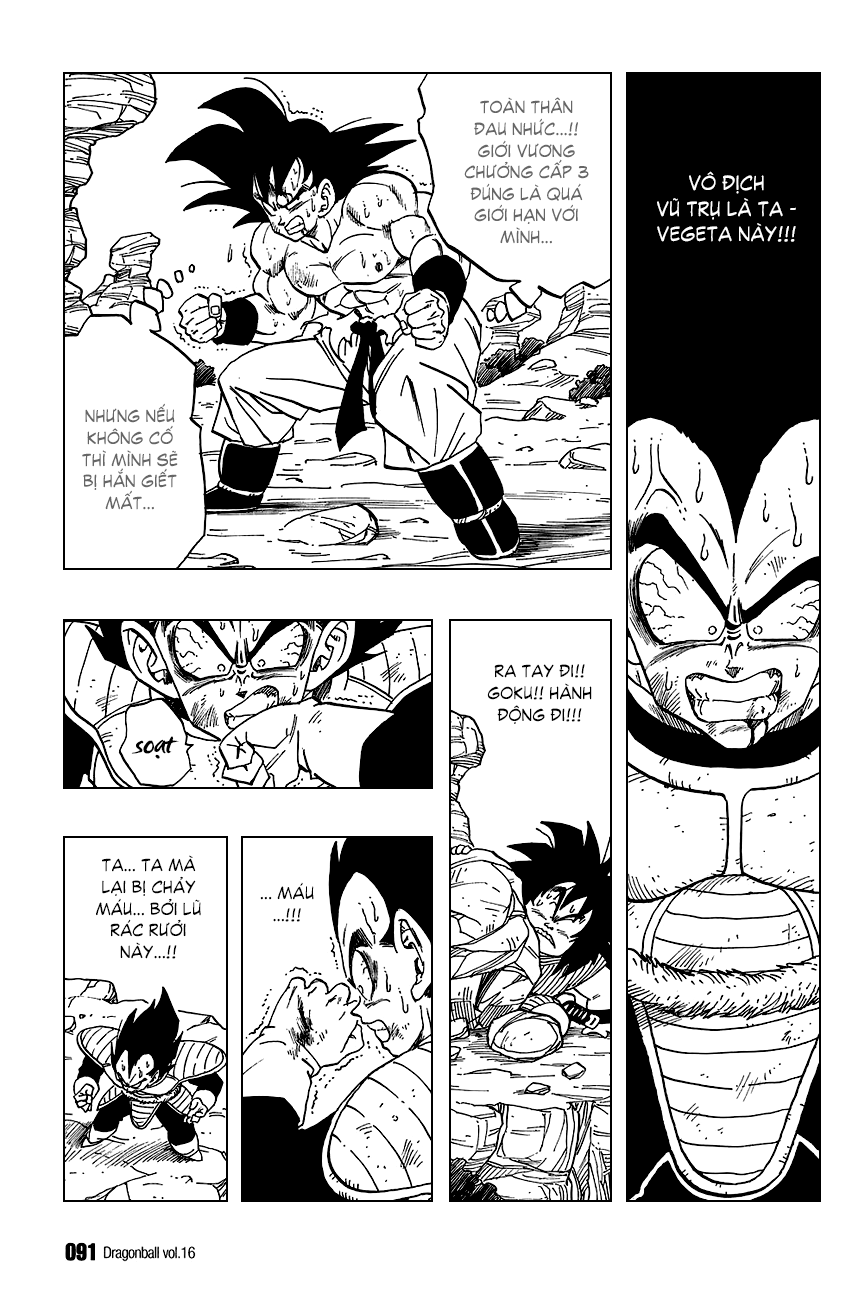 VÔ ĐỊCH
VŨ TRỤ LÀ TA -
VEGETA NÀY!!!
TOÀN THÂN
ĐAU NHỨC...!!
GIỚI VƯƠNG
CHƯỞNG CẤP 3
ĐÚNG LÀ QUÁ
GIỚI HẠN VỚI
MÌNH...
NHƯNG NẾU
KHÔNG CỐ
THÌ MÌNH SẼ
BỊ HẮN GIẾT
MẤT...
RA TAY ĐI!!
GOKU!! HÀNH
ĐỘNG ĐI!!!
soạt
... MÁU
...!!!
TA... TA MÀ
LẠI BỊ CHẢY
MÁU... BỞI LŨ
RÁC RƯỞI
NÀY...!!
091 Dragonball vol.16